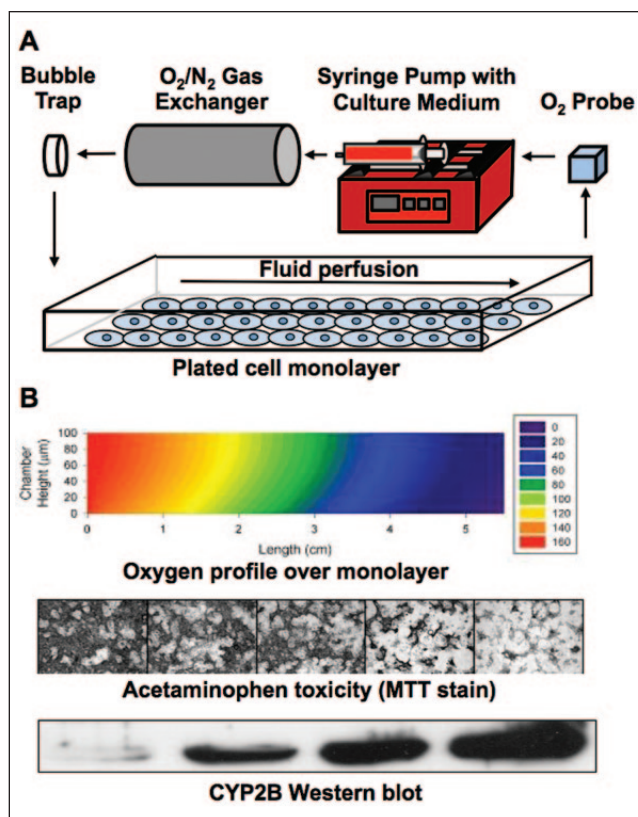 A
Bubble
Trap
O₂/N₂ Gas
Exchanger
Syringe Pump with
Culture Medium
O₂ Probe
Fluid perfusion
Plated cell monolayer
B
Chamber
Height (μm)
100
80
60
40
20
0
0
1
2
3
4
5
Length (cm)
0
20
40
60
80
100
120
140
160
Oxygen profile over monolayer
Acetaminophen toxicity (MTT stain)
CYP2B Western blot